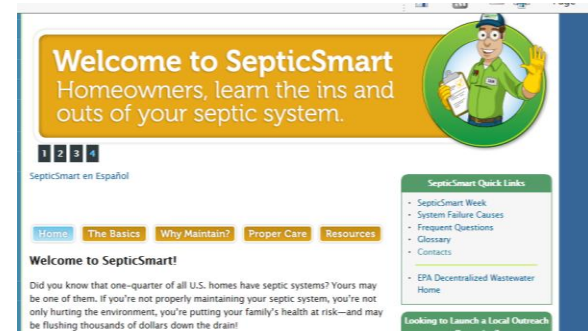 Welcome to SepticSmart
Homeowners, learn the ins and
outs of your septic system.
1 2 3 4
SepticSmart en Español
Home The Basics Why Maintain? Proper Care Resources
Welcome to SepticSmart!
Did you know that one-quarter of all U.S. homes have septic systems? Yours may
be one of them. If you're not properly maintaining your septic system, you're not
only hurting the environment, you're putting your family's health at risk—and may
be flushing thousands of dollars down the drain!
SepticSmart Quick Links
SepticSmart Week
System Failure Causes
Frequent Questions
Glossary
Contacts
EPA Decentralized Wastewater
Home
Looking to Launch a Local Outreach